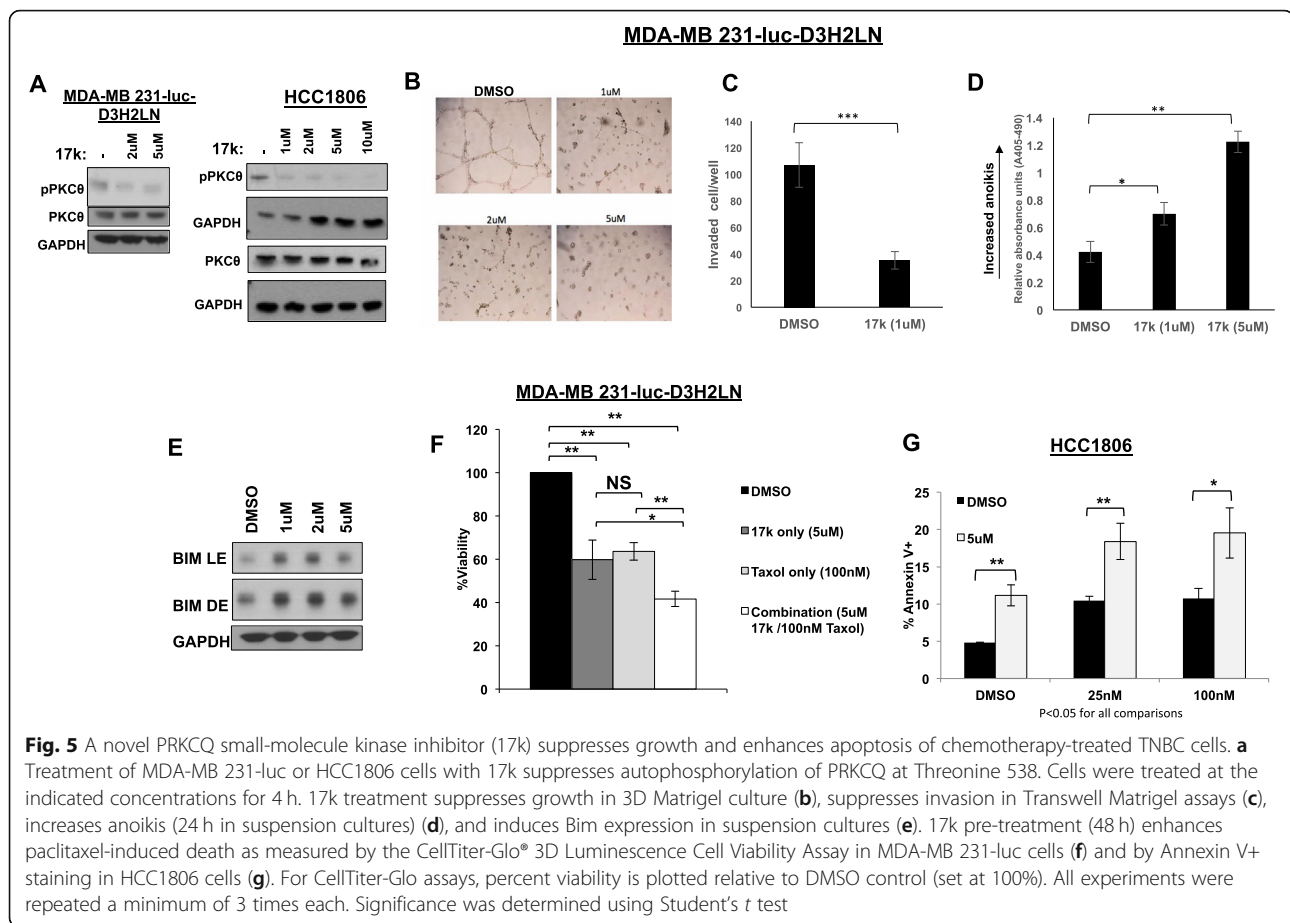 MDA-MB 231-luc-D3H2LN
A
MDA-MB 231-luc-
D3H2LN
17k:
-
2uM
5uM
pPKCθ
PKCθ
GAPDH
HCC1806
17k:
-
1uM
2uM
5uM
10uM
pPKCθ
GAPDH
PKCθ
GAPDH
B
DMSO
1uM
2uM
5uM
C
Invaded cell/well
140
120
100
80
60
40
20
0
***
DMSO
17k (1uM)
D
Increased anoikis
Relative absorbance units (A405-490)
1.4
1.2
1
0.8
0.6
0.4
0.2
0
**
*
DMSO
17k (1uM)
17k (5uM)
E
DMSO
1uM
2uM
5uM
BIM LE
BIM DE
GAPDH
MDA-MB 231-luc-D3H2LN
F
%Viability
120
100
80
60
40
20
0
**
**
**
NS
**
*
DMSO
17k only (5uM)
Taxol only (100nM)
Combination (5uM
17k /100nM Taxol)
G
HCC1806
% Annexin V+
25
20
15
10
5
0
DMSO
5uM
**
**
*
DMSO
25nM
100nM
P<0.05 for all comparisons
Fig. 5 A novel PRKCQ small-molecule kinase inhibitor (17k) suppresses growth and enhances apoptosis of chemotherapy-treated TNBC cells. a
Treatment of MDA-MB 231-luc or HCC1806 cells with 17k suppresses autophosphorylation of PRKCQ at Threonine 538. Cells were treated at the
indicated concentrations for 4 h. 17k treatment suppresses growth in 3D Matrigel culture (b), suppresses invasion in Transwell Matrigel assays (c),
increases anoikis (24 h in suspension cultures) (d), and induces Bim expression in suspension cultures (e). 17k pre-treatment (48 h) enhances
paclitaxel-induced death as measured by the CellTiter-Glo® 3D Luminescence Cell Viability Assay in MDA-MB 231-luc cells (f) and by Annexin V+
staining in HCC1806 cells (g). For CellTiter-Glo assays, percent viability is plotted relative to DMSO control (set at 100%). All experiments were
repeated a minimum of 3 times each. Significance was determined using Student's t test